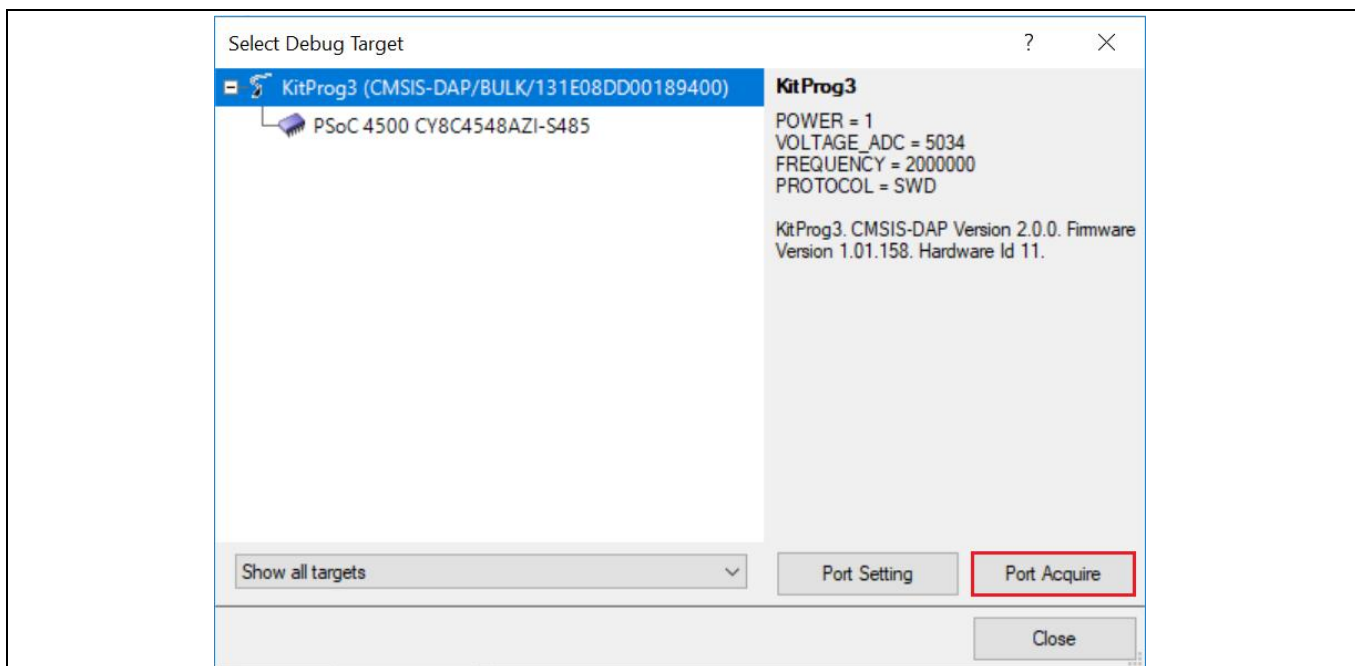 Select Debug Target
?
KitProg3 (CMSIS-DAP/BULK/131E08DD00189400)
PSoC 4500 CY8C4548AZI-S485
KitProg3
POWER = 1
VOLTAGE_ADC = 5034
FREQUENCY = 2000000
PROTOCOL = SWD
KitProg3. CMSIS-DAP Version 2.0.0. Firmware
Version 1.01.158. Hardware Id 11.
Show all targets
Port Setting
Port Acquire
Close